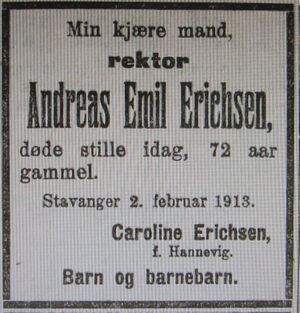 Min kjære mand,
rektor
Andreas Emil Erichsen,
døde stille idag, 72 aar
gammel.
Stavanger 2. februar 1913.
Caroline Erichsen,
f. Hannevig.
Barn og barnebarn.